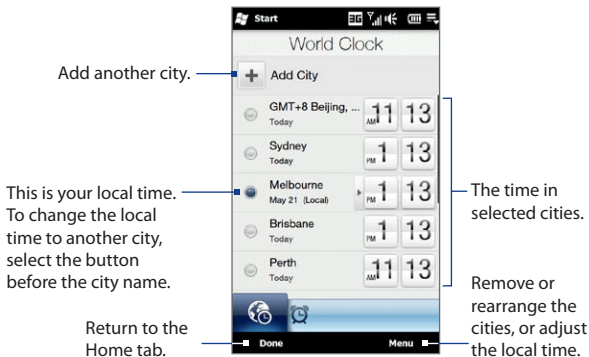 Start
3G
World Clock
Add another city.
Add City
GMT+8 Beijing, ...
Today
AM 11 13
Sydney
Today
PM 1 13
This is your local time.
To change the local
time to another city,
select the button
before the city name.
Melbourne
May 21 (Local)
PM 1 13
The time in
selected cities.
Brisbane
Today
PM 1 13
Perth
Today
AM 11 13
Remove or
rearrange the
cities, or adjust
the local time.
Return to the
Home tab.
Done
Menu